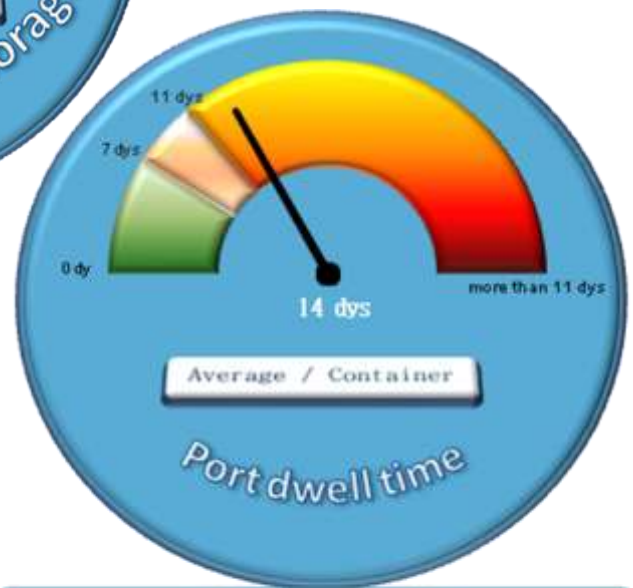 11 dys
7 dys
0 dy
more than 11 dys
14 dys
Average / Container
Port dwell time